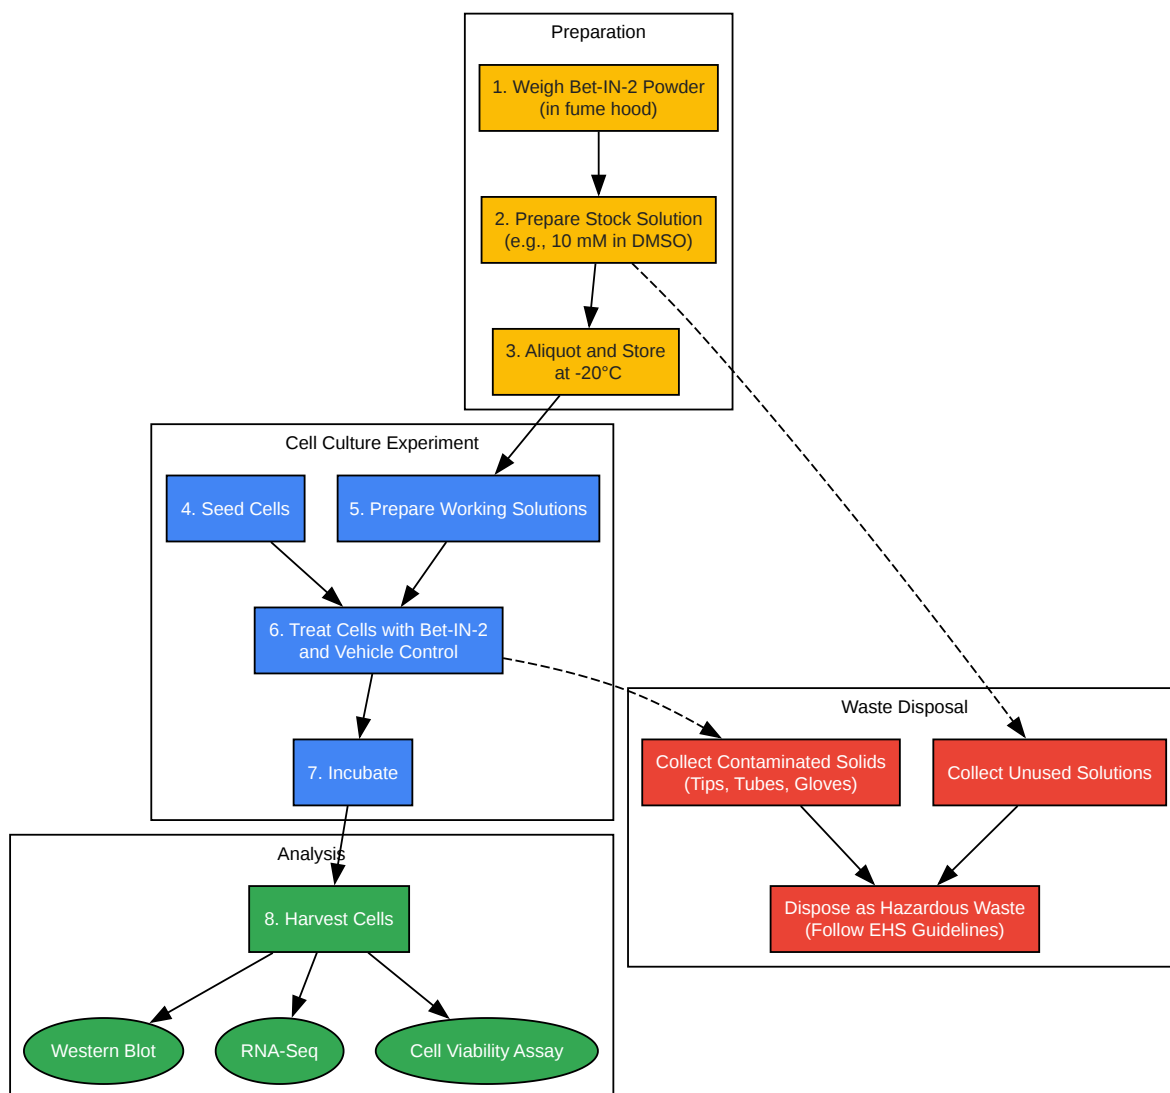 Preparation
1. Weigh Bet-IN-2 Powder
(in fume hood)
2. Prepare Stock Solution
(e.g., 10 mM in DMSO)
3. Aliquot and Store
at -20°C
Cell Culture Experiment
4. Seed Cells
5. Prepare Working Solutions
6. Treat Cells with Bet-IN-2
and Vehicle Control
7. Incubate
Waste Disposal
Collect Contaminated Solids
(Tips, Tubes, Gloves)
Collect Unused Solutions
Dispose as Hazardous Waste
(Follow EHS Guidelines)
Analysis
8. Harvest Cells
Western Blot
RNA-Seq
Cell Viability Assay